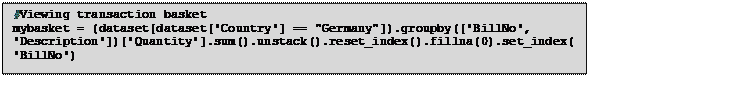 #Viewing transaction basket
mybasket = (dataset[dataset['Country'] == "Germany"]).groupby(['BillNo',
'Description'])['Quantity'].sum().unstack().reset_index().fillna(0).set_index(
'BillNo')